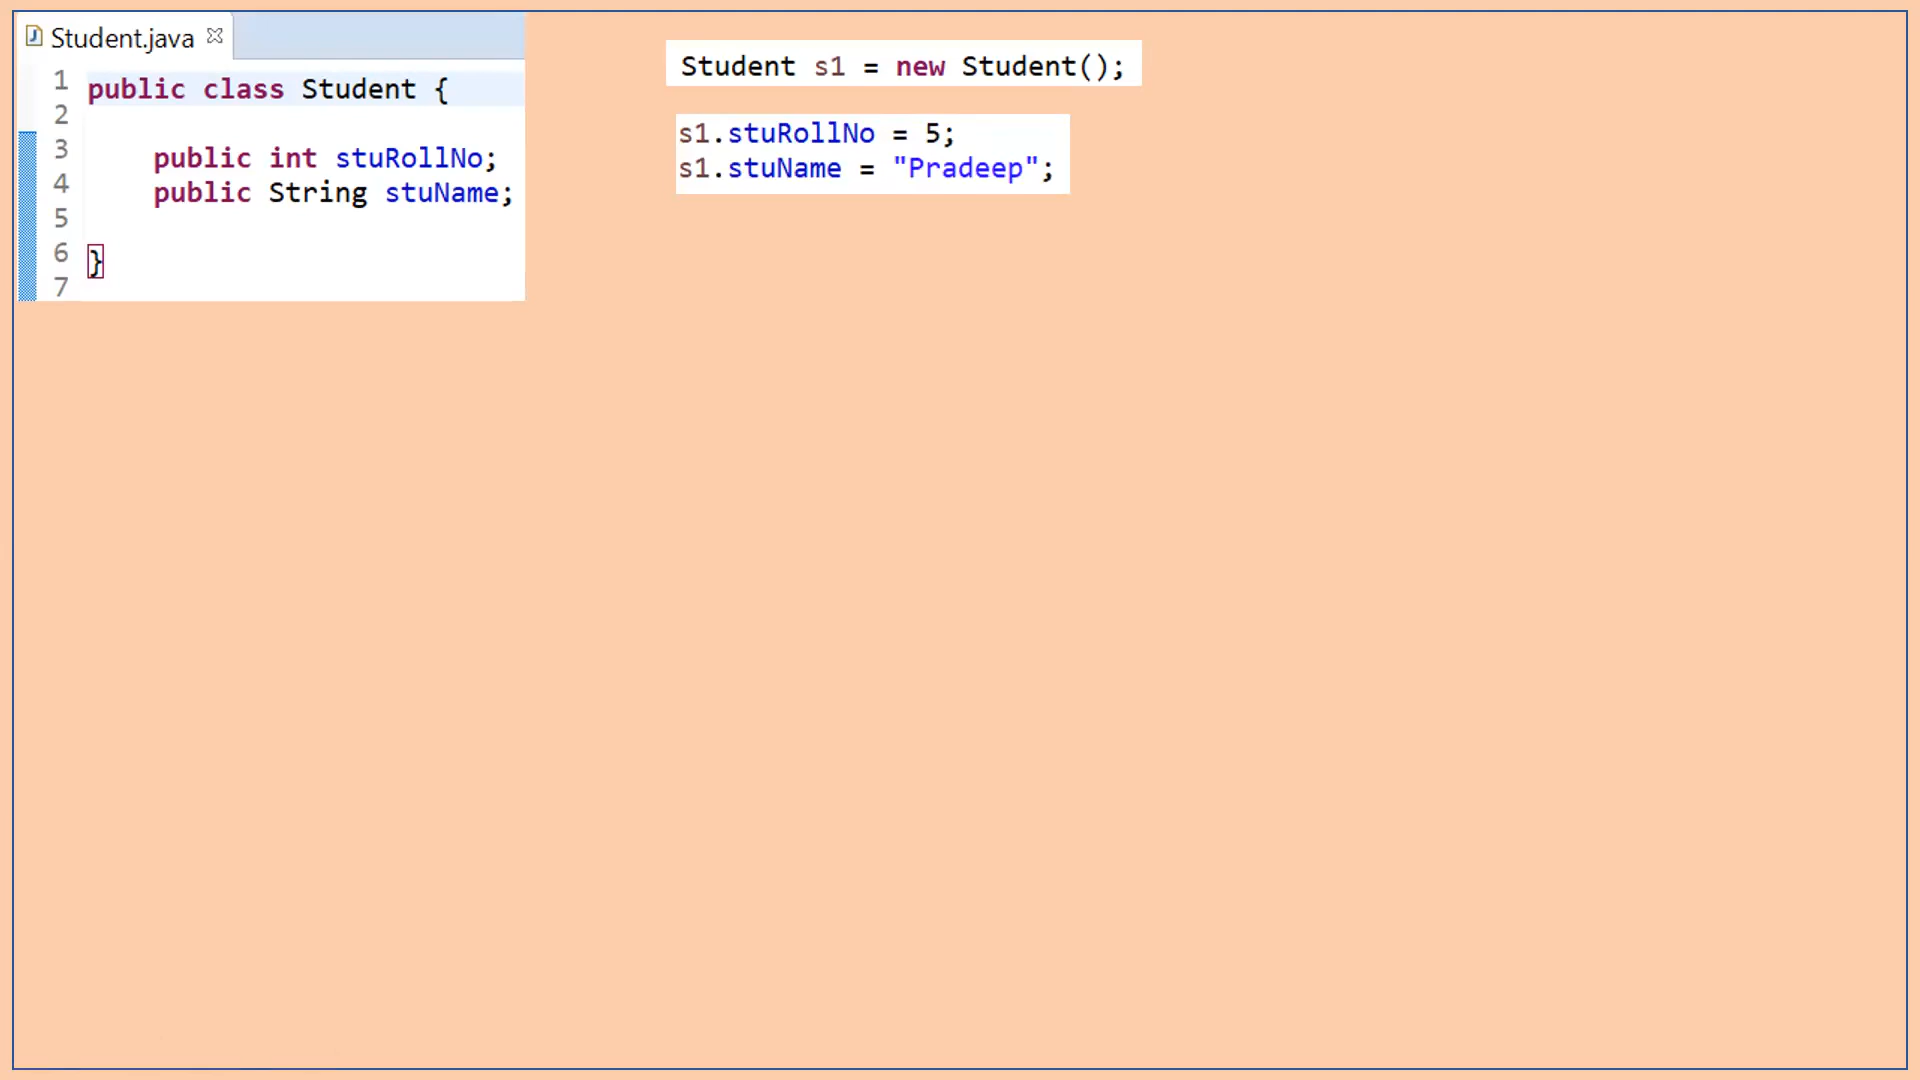 Student.java
1 public class Student {
2
3 public int stuRollNo;
4 public String stuName;
5
6 }
7
Student s1 = new Student();
s1.stuRollNo = 5;
s1.stuName = "Pradeep";